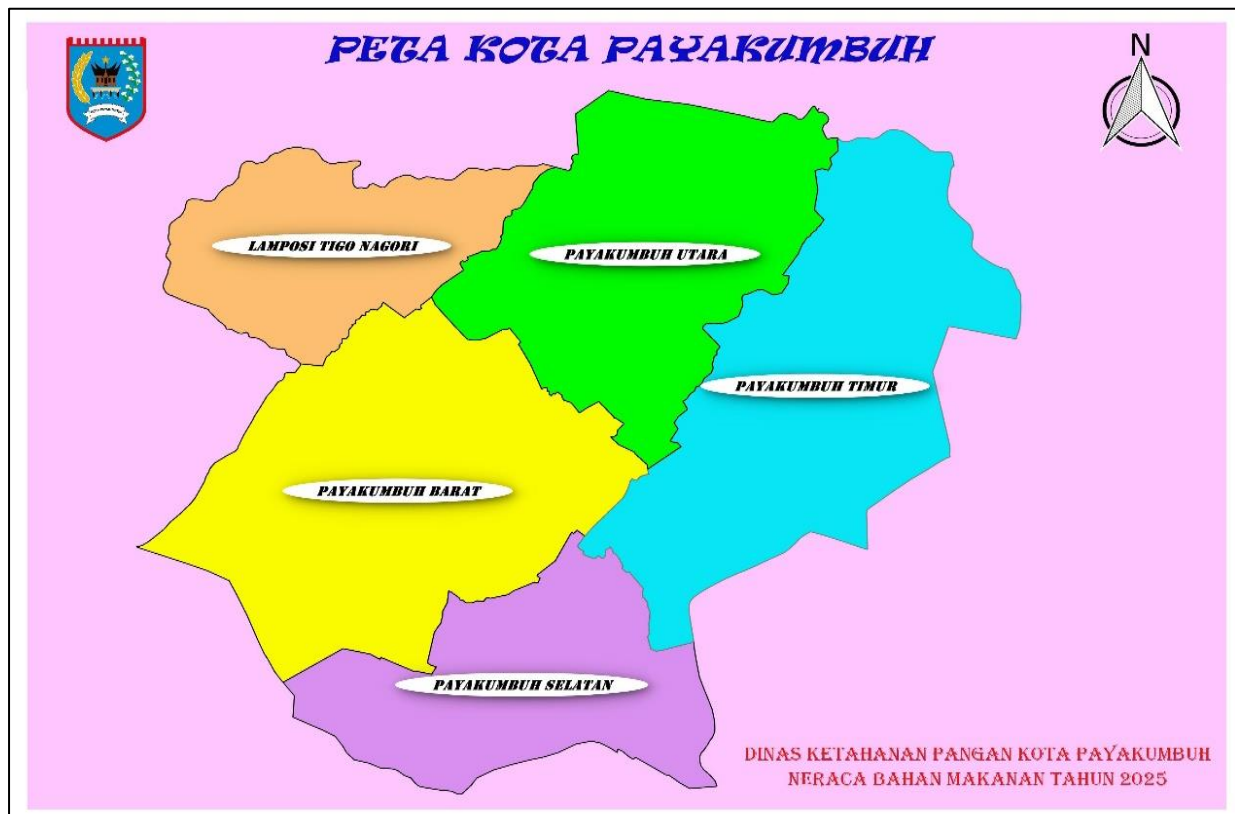 PETA KOTA PAYAKUMBUH
N
LAMPOSI TIGO NAGORI
PAYAKUMBUH UTARA
PAYAKUMBUH TIMUR
PAYAKUMBUH BARAT
PAYAKUMBUH SELATAN
DINAS KETAHANAN PANGAN KOTA PAYAKUMBUH
NERACA BAHAN MAKANAN TAHUN 2025